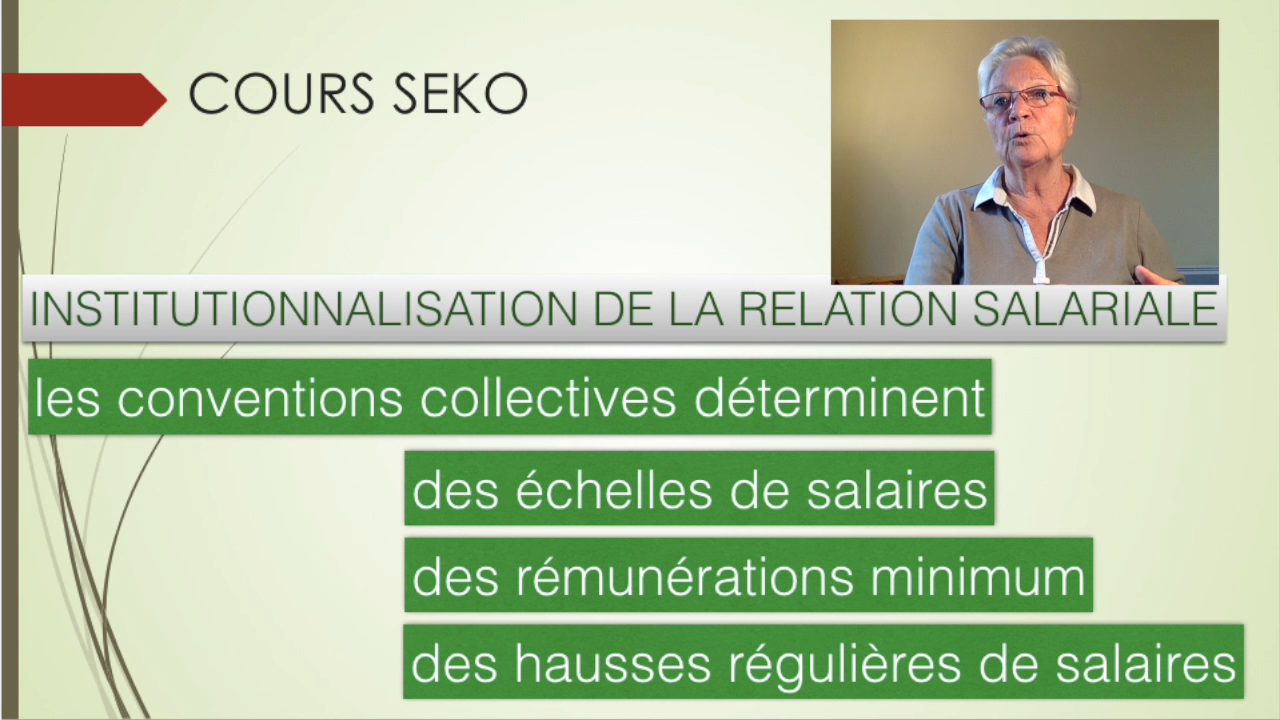 COURS SEKO
INSTITUTIONNALISATION DE LA RELATION SALARIALE
les conventions collectives déterminent
des échelles de salaires
des rémunérations minimum
des hausses régulières de salaires